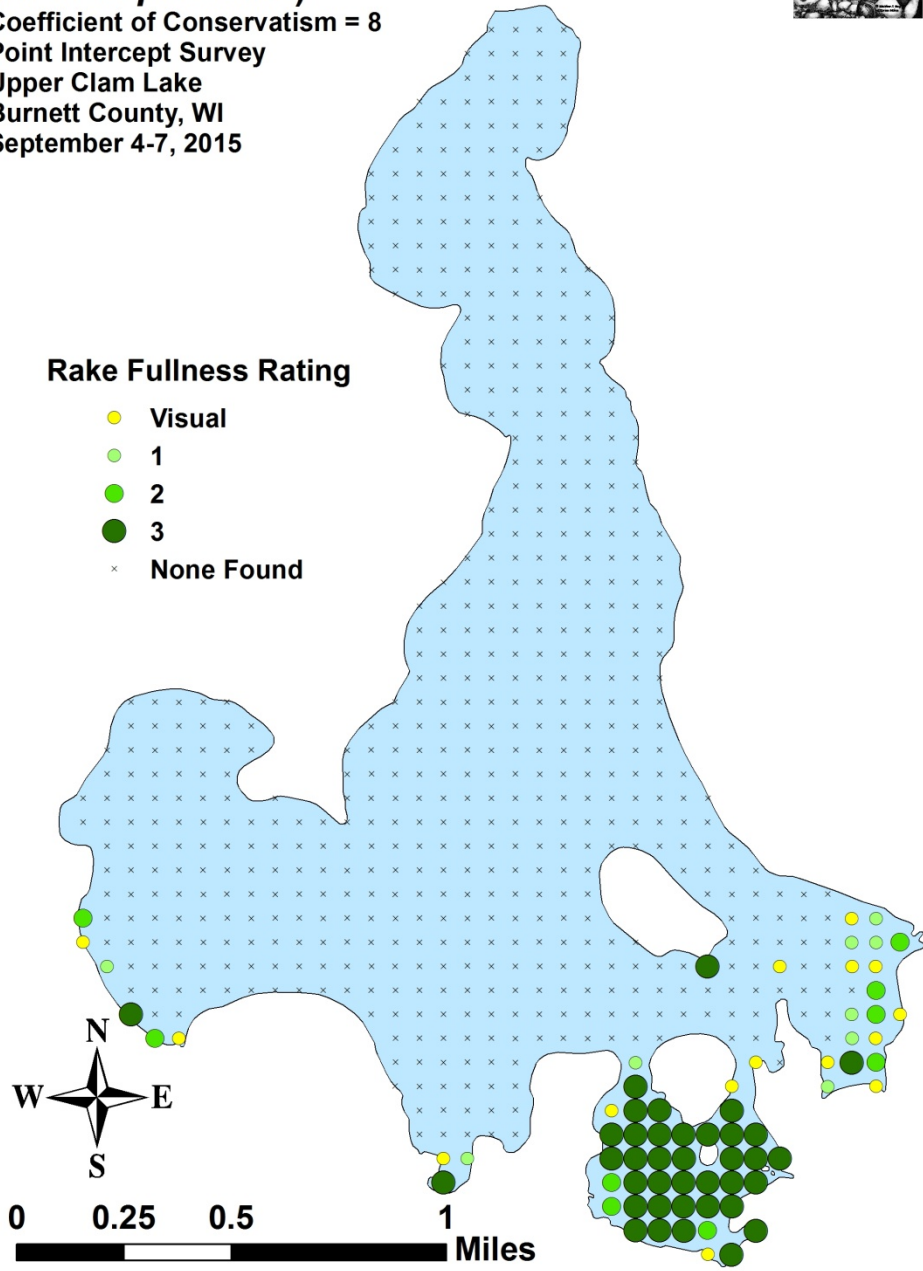 Coefficient of Conservatism = 8
Point Intercept Survey
Upper Clam Lake
Burnett County, WI
September 4-7, 2015
Rake Fullness Rating
Visual
1
2
3
None Found
N
W E
S
0 0.25 0.5 1
Miles